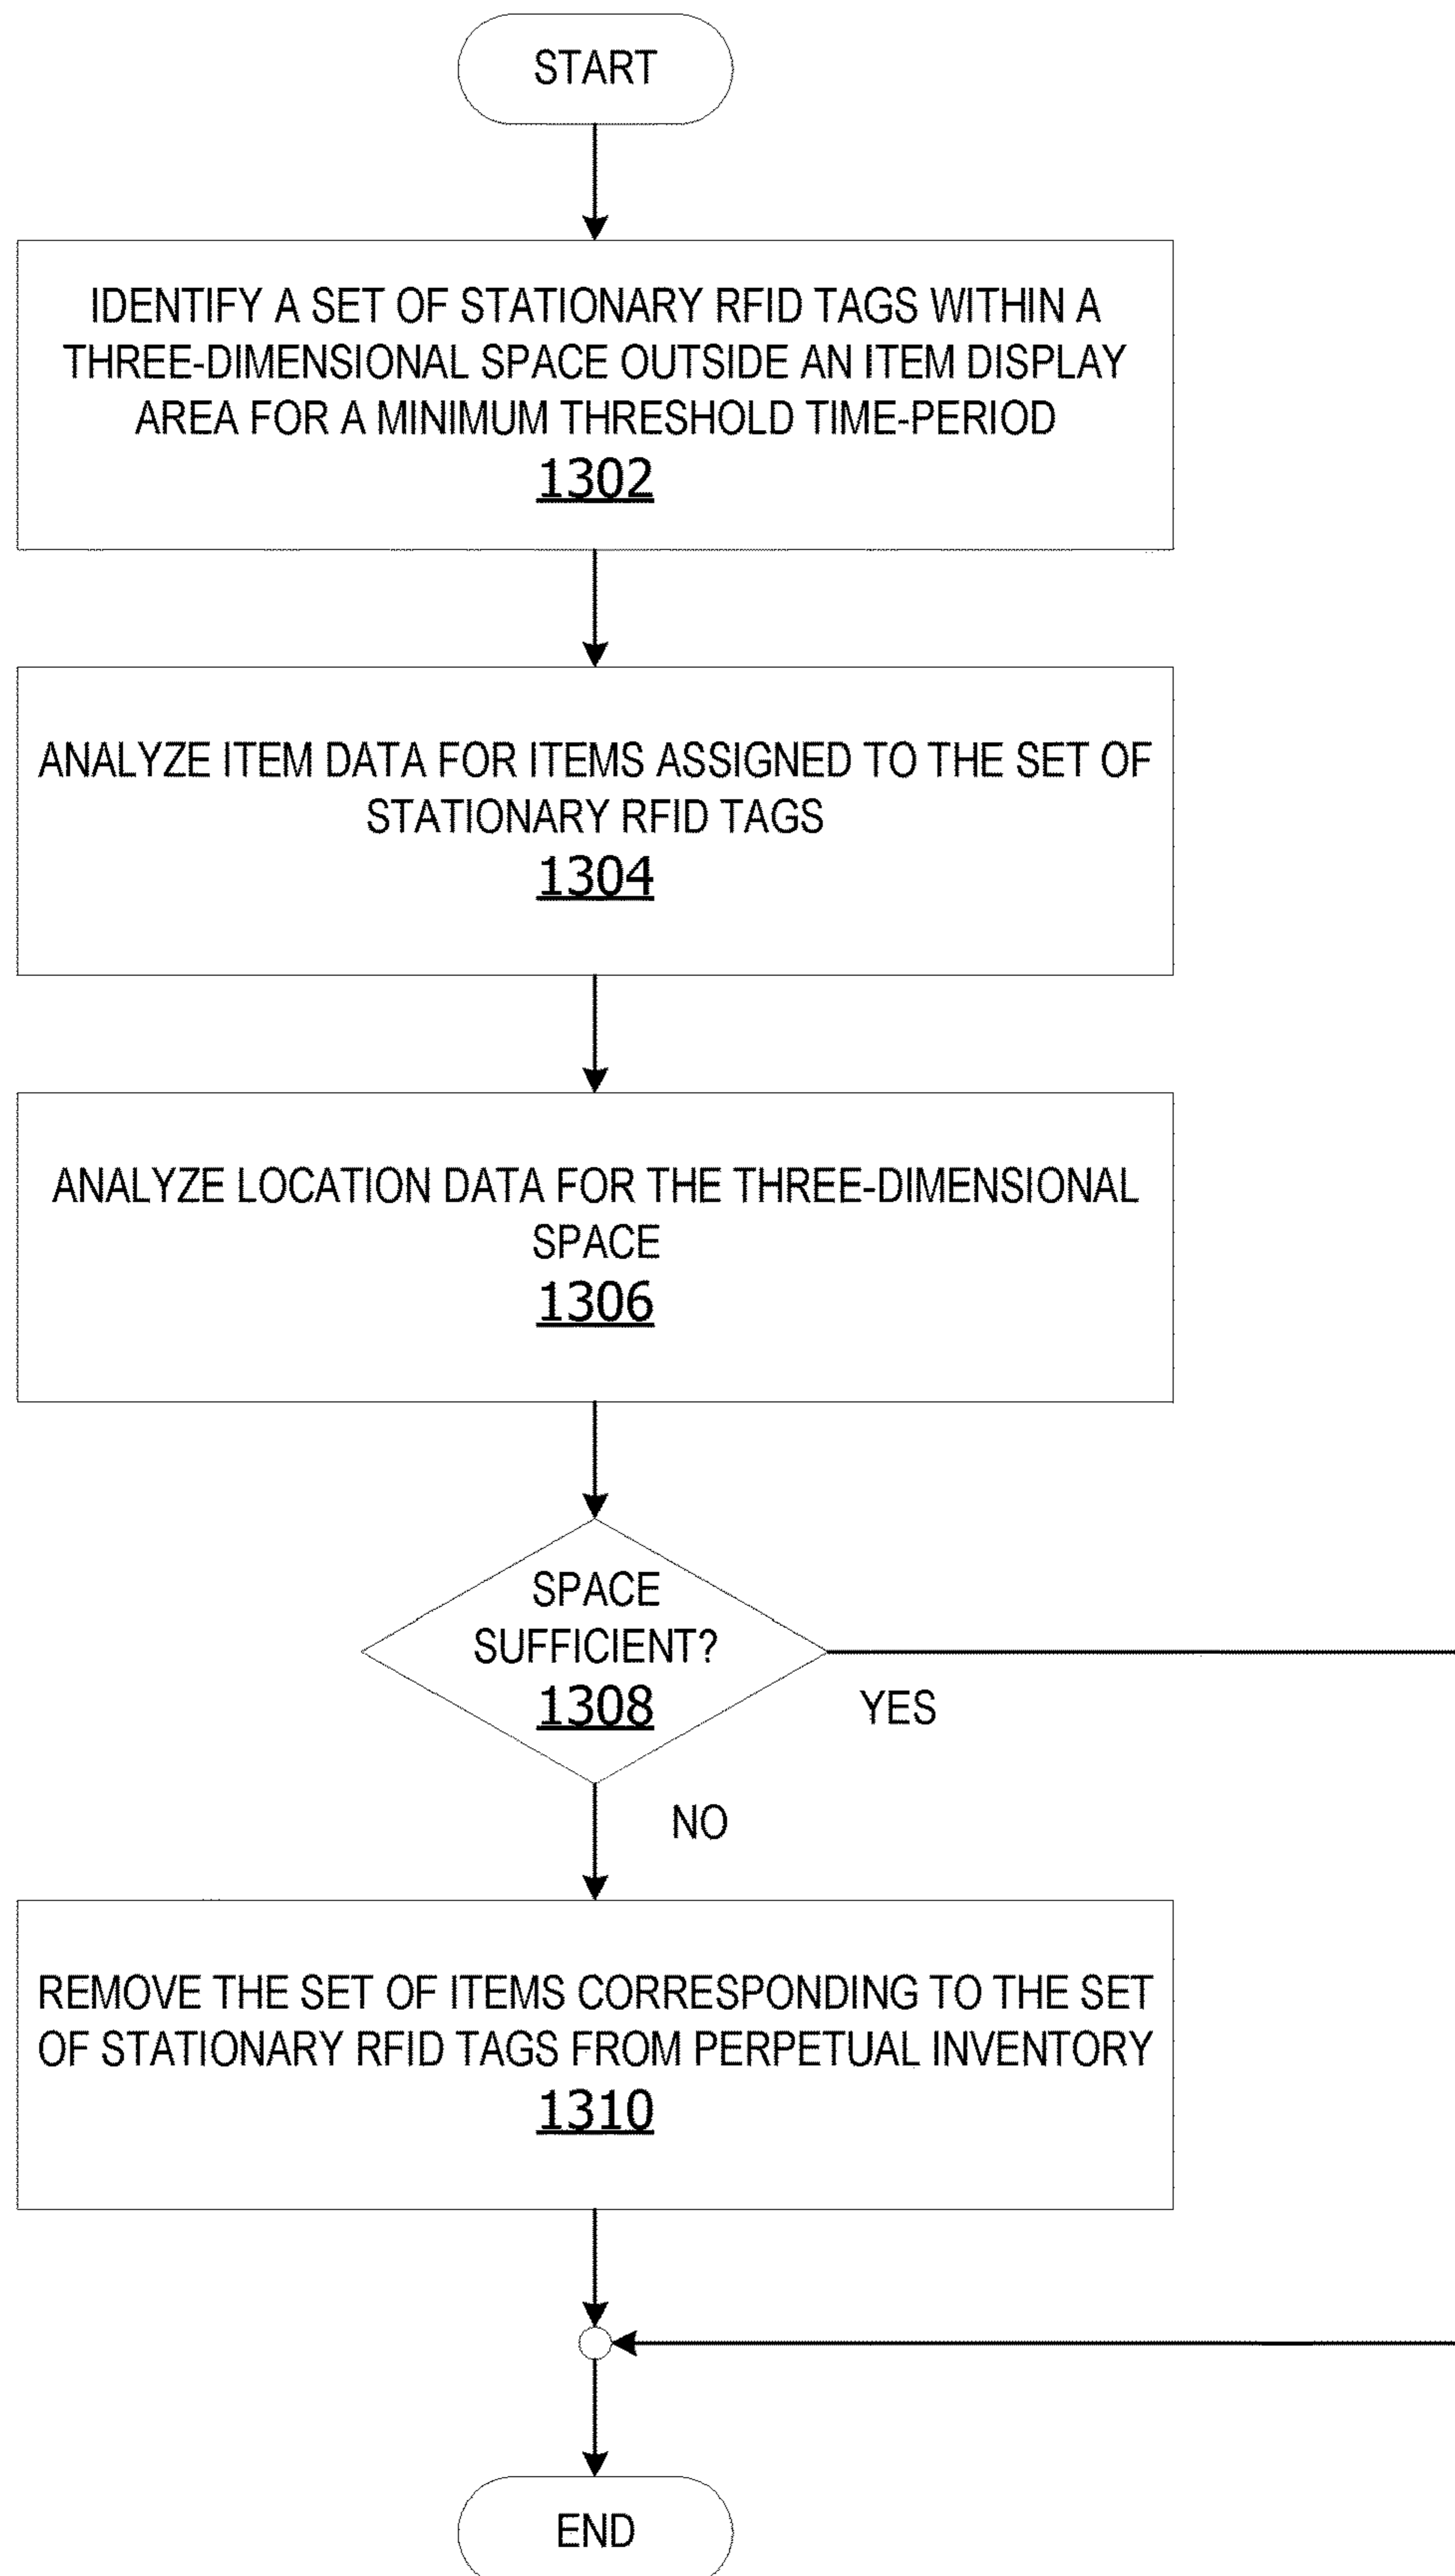 START
IDENTIFY A SET OF STATIONARY RFID TAGS WITHIN A
THREE-DIMENSIONAL SPACE OUTSIDE AN ITEM DISPLAY
AREA FOR A MINIMUM THRESHOLD TIME-PERIOD
1302
ANALYZE ITEM DATA FOR ITEMS ASSIGNED TO THE SET OF
STATIONARY RFID TAGS
1304
ANALYZE LOCATION DATA FOR THE THREE-DIMENSIONAL
SPACE
1306
SPACE
SUFFICIENT?
1308
YES
NO
REMOVE THE SET OF ITEMS CORRESPONDING TO THE SET
OF STATIONARY RFID TAGS FROM PERPETUAL INVENTORY
1310
END